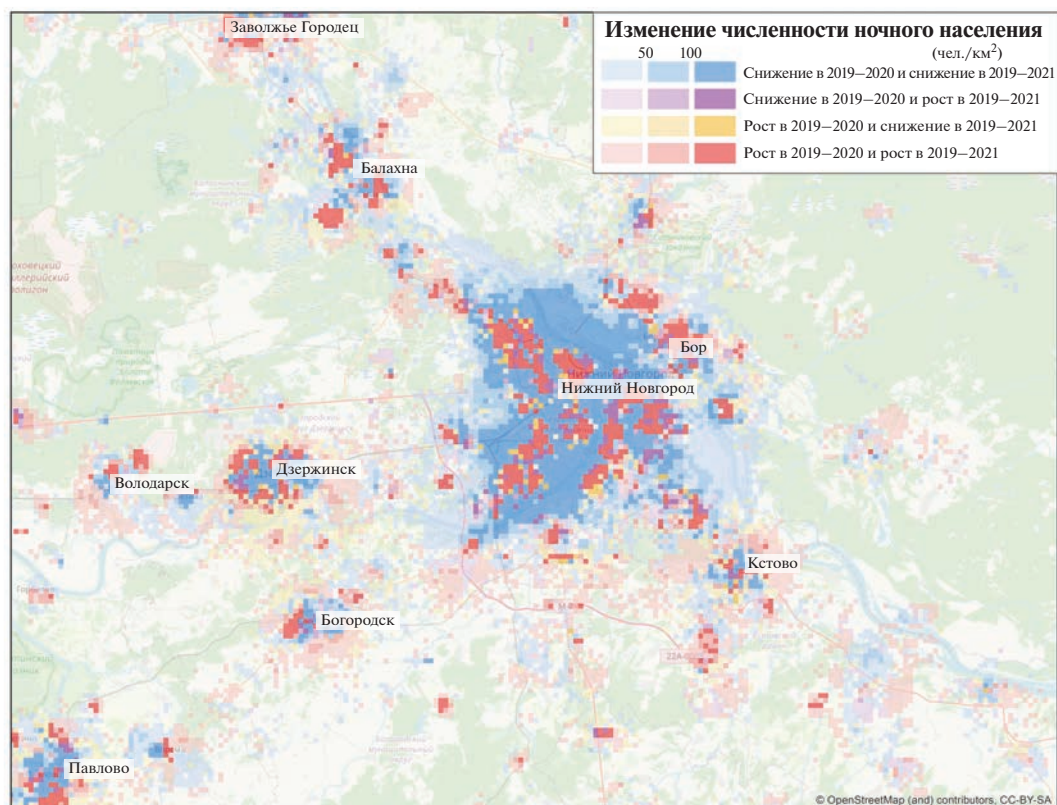 Заволжье Городец
Изменение численности ночного населения
50 100 (чел./км²)
Снижение в 2019–2020 и снижение в 2019–2021
Снижение в 2019–2020 и рост в 2019–2021
Рост в 2019–2020 и снижение в 2019–2021
Рост в 2019–2020 и рост в 2019–2021
Балахна
Бор
Нижний Новгород
Дзержинск
Володарск
Кстово
Богородск
Павлово
© OpenStreetMap (and) contributors, CC-BY-SA